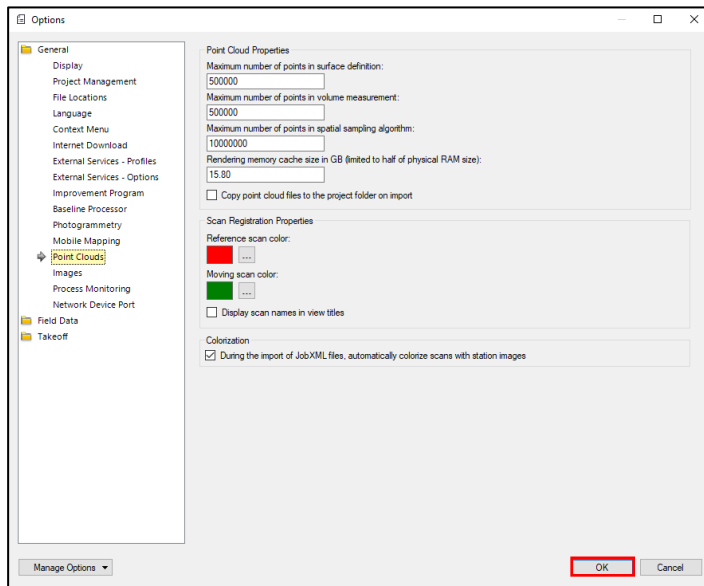 Options
General
Display
Project Management
File Locations
Language
Context Menu
Internet Download
External Services - Profiles
External Services - Options
Improvement Program
Baseline Processor
Photogrammetry
Mobile Mapping
Point Clouds
Images
Process Monitoring
Network Device Port
Field Data
Takeoff
Point Cloud Properties
Maximum number of points in surface definition:
500000
Maximum number of points in volume measurement:
500000
Maximum number of points in spatial sampling algorithm:
10000000
Rendering memory cache size in GB (limited to half of physical RAM size):
15.80
Copy point cloud files to the project folder on import
Scan Registration Properties
Reference scan color:
...
Moving scan color:
...
Display scan names in view titles
Colorization
During the import of JobXML files, automatically colorize scans with station images
Manage Options
OK
Cancel